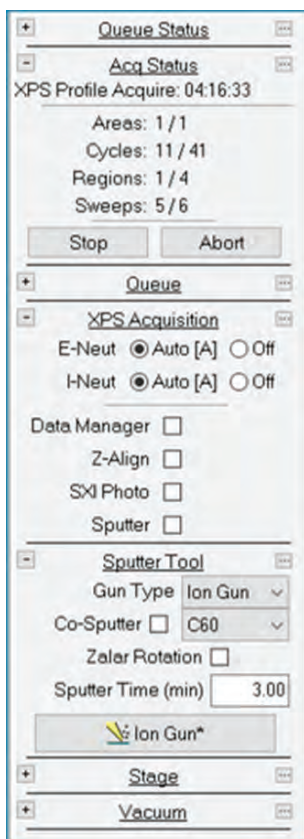 Queue Status
Acq Status
XPS Profile Acquire: 04:16:33
Areas: 1 / 1
Cycles: 11 / 41
Regions: 1 / 4
Sweeps: 5 / 6
Stop Abort
Queue
XPS Acquisition
E-Neut Auto [A] Off
I-Neut Auto [A] Off
Data Manager
Z-Align
SXI Photo
Sputter
Sputter Tool
Gun Type Ion Gun
Co-Sputter C60
Zalar Rotation
Sputter Time (min) 3.00
Ion Gun*
Stage
Vacuum